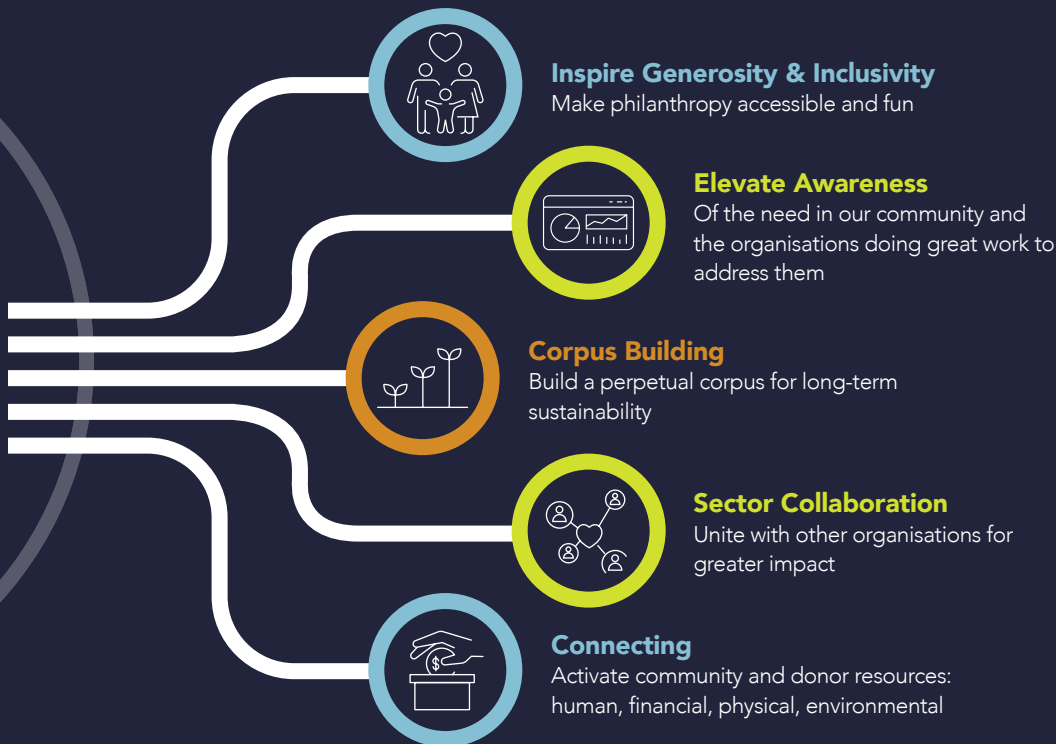 Inspire Generosity & Inclusivity
Make philanthropy accessible and fun
Elevate Awareness
Of the need in our community and
the organisations doing great work to
address them
Corpus Building
Build a perpetual corpus for long-term
sustainability
Sector Collaboration
Unite with other organisations for
greater impact
$
Connecting
Activate community and donor resources:
human, financial, physical, environmental